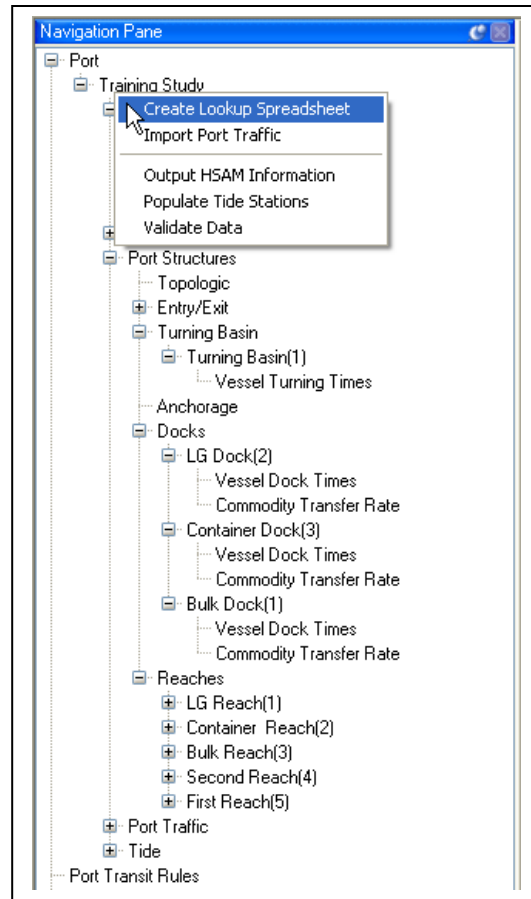 Navigation Pane
Port
Training Study
Create Lookup Spreadsheet
Import Port Traffic
Output HSAM Information
Populate Tide Stations
Validate Data
Port Structures
Topologic
Entry/Exit
Turning Basin
Turning Basin(1)
Vessel Turning Times
Anchorage
Docks
LG Dock(2)
Vessel Dock Times
Commodity Transfer Rate
Container Dock(3)
Vessel Dock Times
Commodity Transfer Rate
Bulk Dock(1)
Vessel Dock Times
Commodity Transfer Rate
Reaches
LG Reach(1)
Container Reach(2)
Bulk Reach(3)
Second Reach(4)
First Reach(5)
Port Traffic
Tide
Port Transit Rules